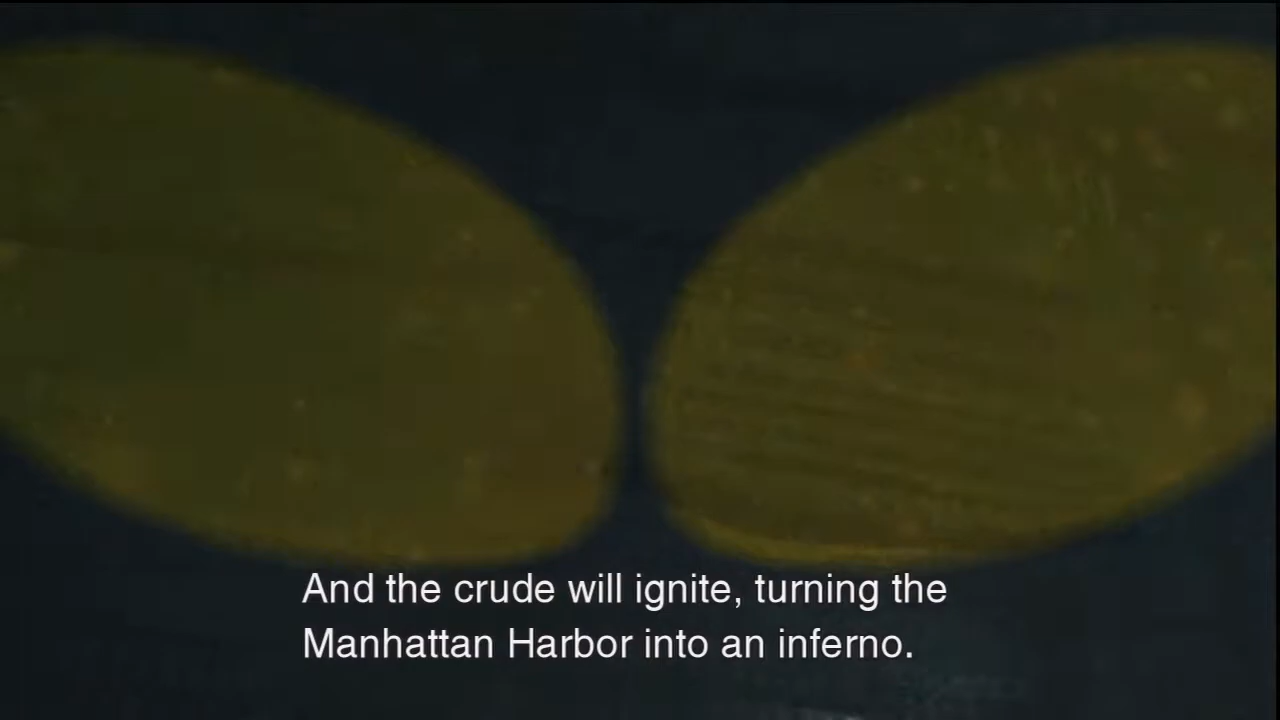 And the crude will ignite, turning the
Manhattan Harbor into an inferno.